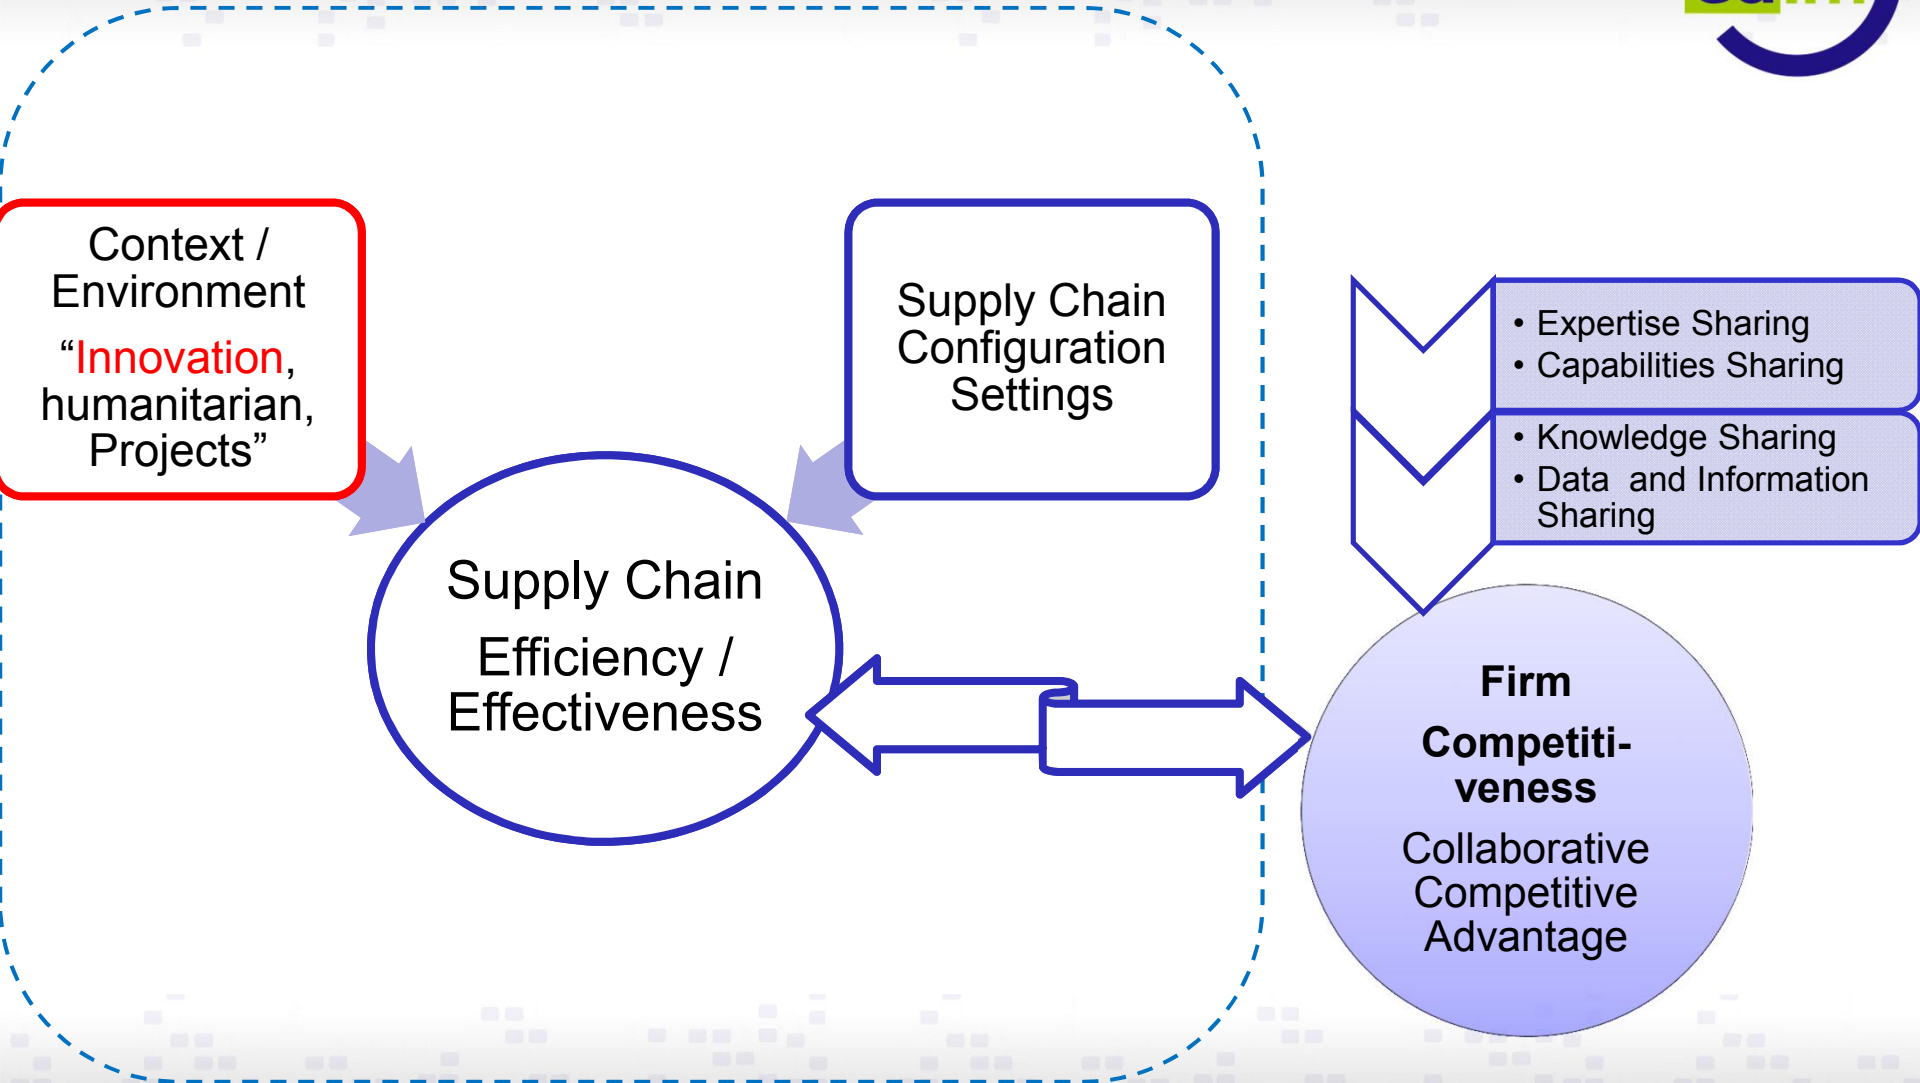 Context /
Environment
“Innovation,
humanitarian,
Projects”
Supply Chain
Configuration
Settings
Supply Chain
Efficiency /
Effectiveness
• Expertise Sharing
• Capabilities Sharing
• Knowledge Sharing
• Data and Information
Sharing
Firm
Competiti-
veness
Collaborative
Competitive
Advantage